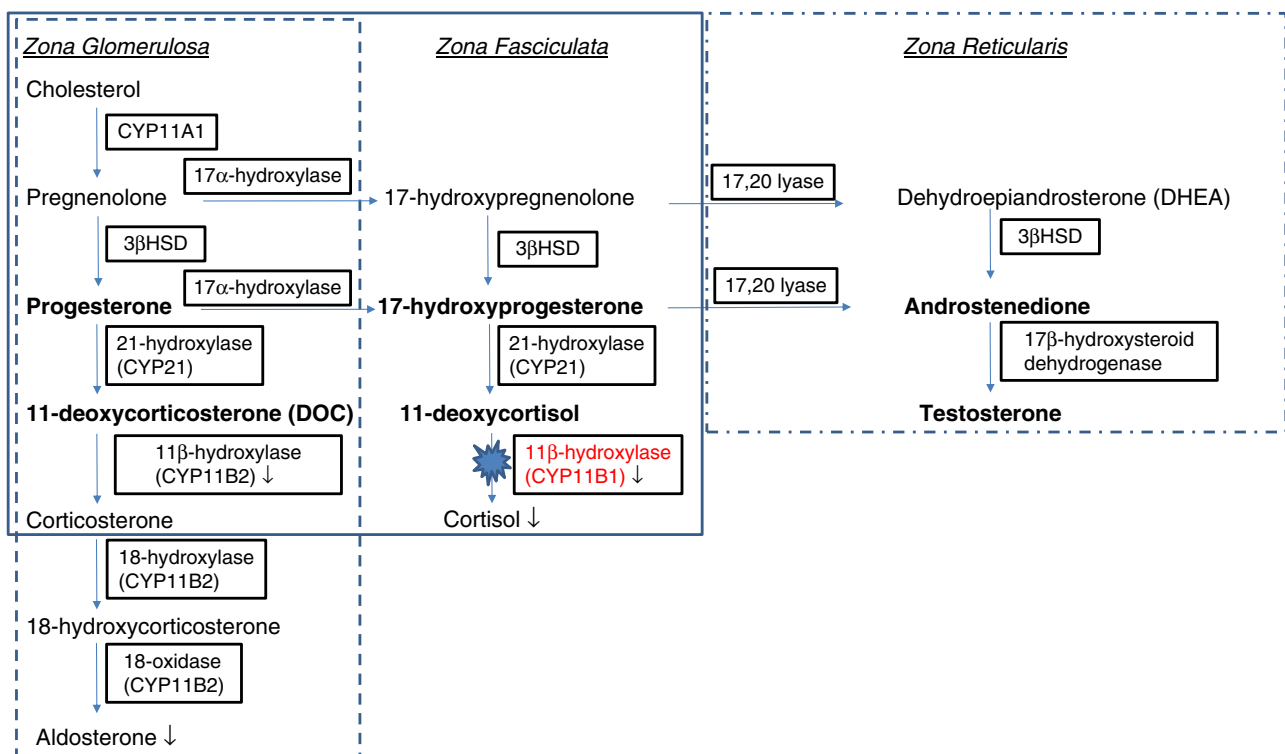 Zona Glomerulosa
Zona Fasciculata
Zona Reticularis
Cholesterol
CYP11A1
Pregnenolone
17α-hydroxylase
17-hydroxypregnenolone
17,20 lyase
Dehydroepiandrosterone (DHEA)
3βHSD
3βHSD
3βHSD
Progesterone
17α-hydroxylase
17-hydroxyprogesterone
17,20 lyase
Androstenedione
21-hydroxylase
(CYP21)
21-hydroxylase
(CYP21)
17β-hydroxysteroid
dehydrogenase
11-deoxycorticosterone (DOC)
11-deoxycortisol
Testosterone
11β-hydroxylase
(CYP11B2) ↓
11β-hydroxylase
(CYP11B1) ↓
Corticosterone
Cortisol ↓
18-hydroxylase
(CYP11B2)
18-hydroxycorticosterone
18-oxidase
(CYP11B2)
Aldosterone ↓